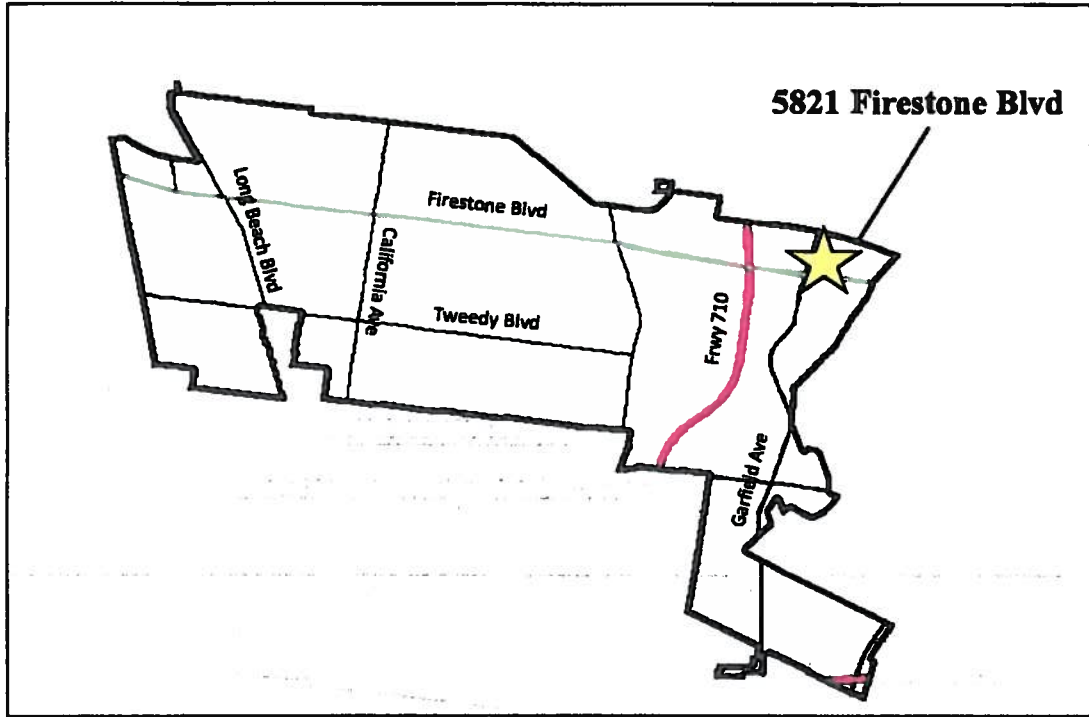 5821 Firestone Blvd
Long Beach Blvd
Firestone Blvd
California Ave
Tweedy Blvd
Frwy 710
Garfield Ave